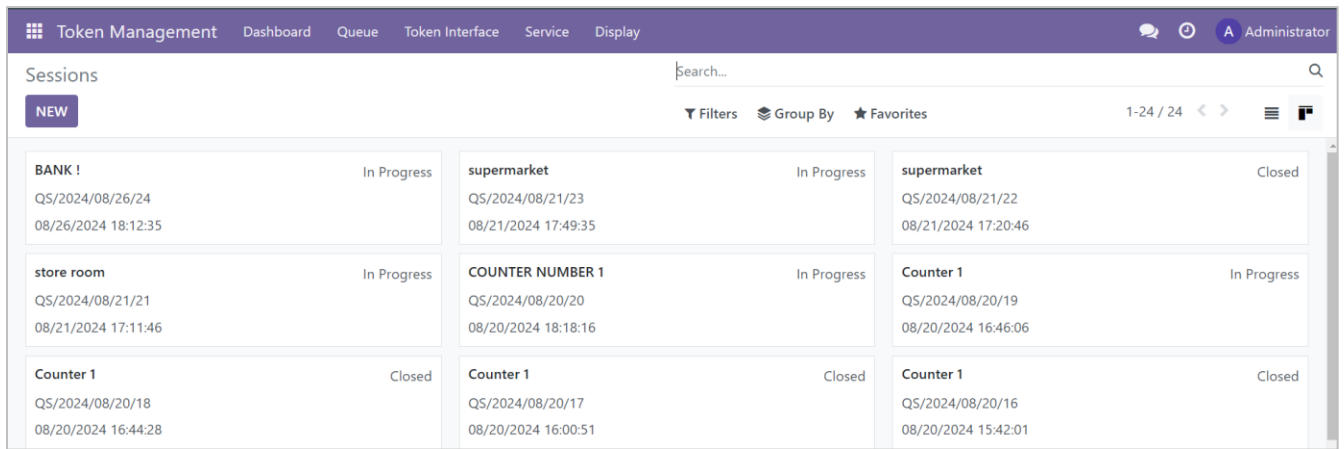 Token Management Dashboard Queue Token Interface Service Display A Administrator
Sessions Search...
NEW Filters Group By Favorites 1-24 / 24
BANK ! In Progress
QS/2024/08/26/24
08/26/2024 18:12:35
supermarket In Progress
QS/2024/08/21/23
08/21/2024 17:49:35
supermarket Closed
QS/2024/08/21/22
08/21/2024 17:20:46
store room In Progress
QS/2024/08/21/21
08/21/2024 17:11:46
COUNTER NUMBER 1 In Progress
QS/2024/08/20/20
08/20/2024 18:18:16
Counter 1 In Progress
QS/2024/08/20/19
08/20/2024 16:46:06
Counter 1 Closed
QS/2024/08/20/18
08/20/2024 16:44:28
Counter 1 Closed
QS/2024/08/20/17
08/20/2024 16:00:51
Counter 1 Closed
QS/2024/08/20/16
08/20/2024 15:42:01